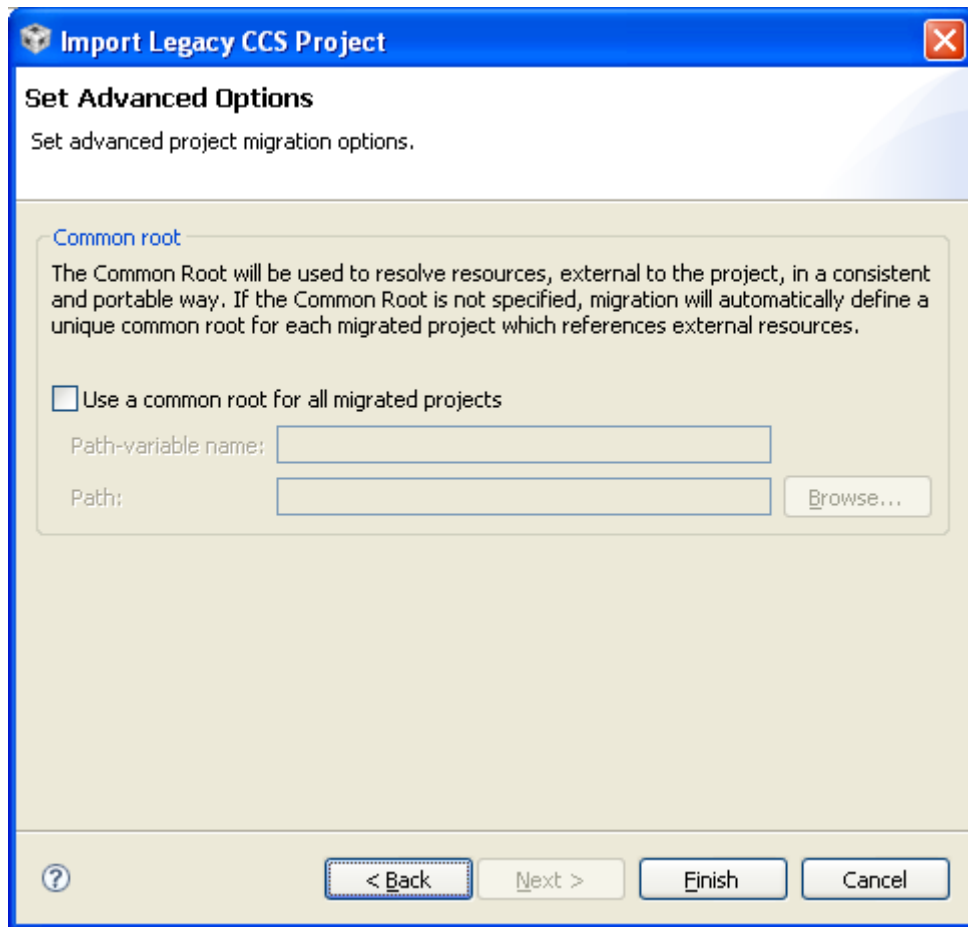 Import Legacy CCS Project
Set Advanced Options
Set advanced project migration options.
Common root
The Common Root will be used to resolve resources, external to the project, in a consistent
and portable way. If the Common Root is not specified, migration will automatically define a
unique common root for each migrated project which references external resources.
Use a common root for all migrated projects
Path-variable name:
Path:
Browse...
?
< Back
Next >
Finish
Cancel